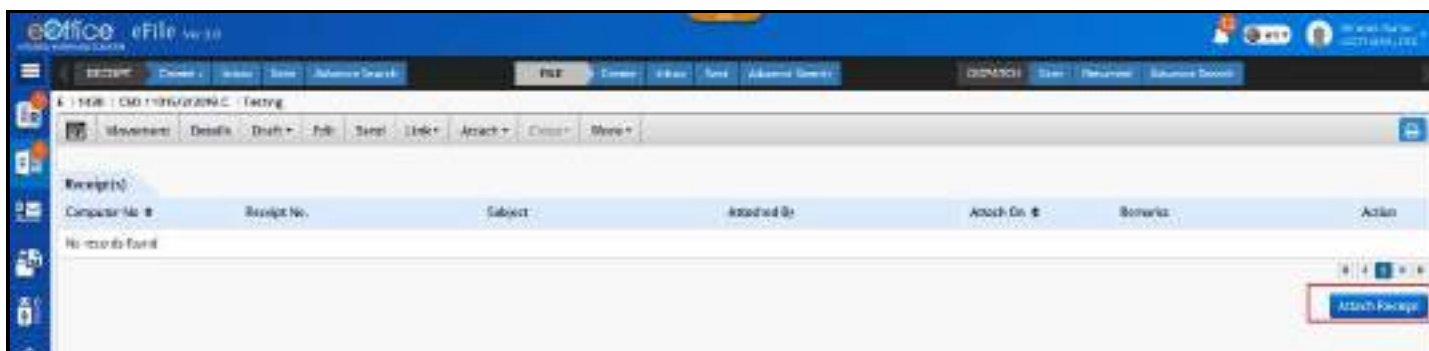 eOffice eFile
RECEIPT Create Inbox Sent Advance Search FILE Create Inbox Sent Advance Search DISPATCH Sent Advance Search
Testing
Movement Details Draft Edit Send Link Attach More
Receipt(s)
Computer No Receipt No. Subject Attached By Attach On Remarks Action
No records found
Attach Receipt